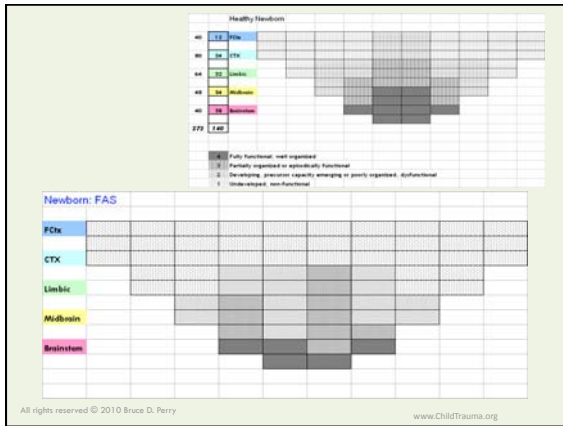 Healthy Newborn
40 12 FCtx
80 24 CTX
64 32 Limbic
48 34 Midbrain
40 38 Brainstem
272 140
4 Fully functional; well organized
3 Partially organized or episodically functional
2 Developing, precursor capacity emerging or poorly organized, dysfunctional
1 Undeveloped; non-functional
Newborn: FAS
FCtx
CTX
Limbic
Midbrain
Brainstem
All rights reserved © 2010 Bruce D. Perry
www.ChildTrauma.org